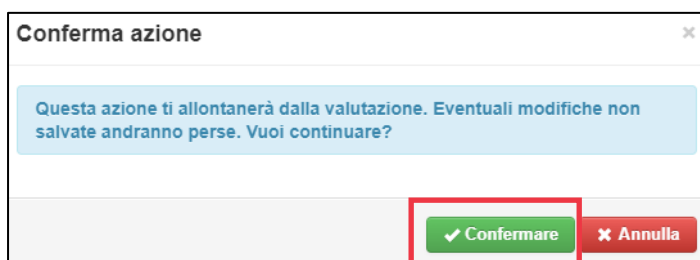 Conferma azione
Questa azione ti allontanerà dalla valutazione. Eventuali modifiche non
salvate andranno perse. Vuoi continuare?
Confermare Annulla